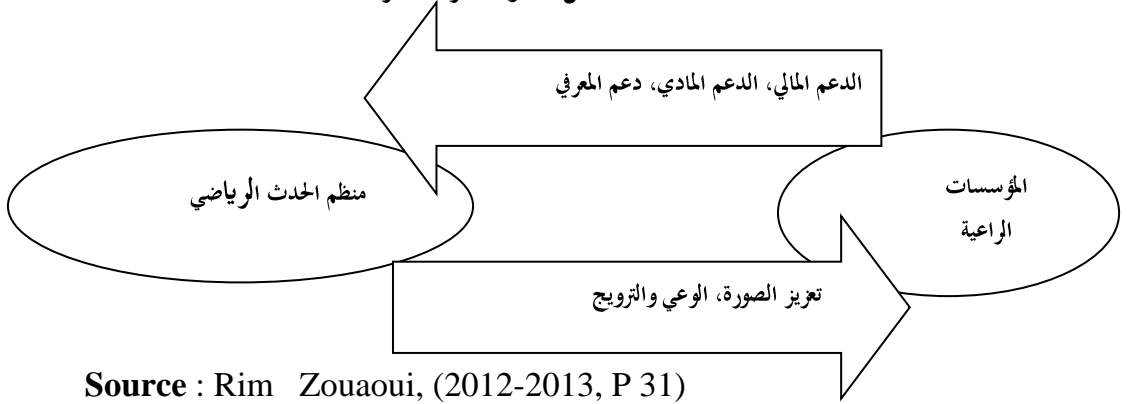 الدعم المالي، الدعم المادي، دعم المعرفي
منظم الحدث الرياضي
المؤسسات
الراعية
تعزيز الصورة، الوعي والترويج
Source : Rim Zouaoui, (2012-2013, P 31)